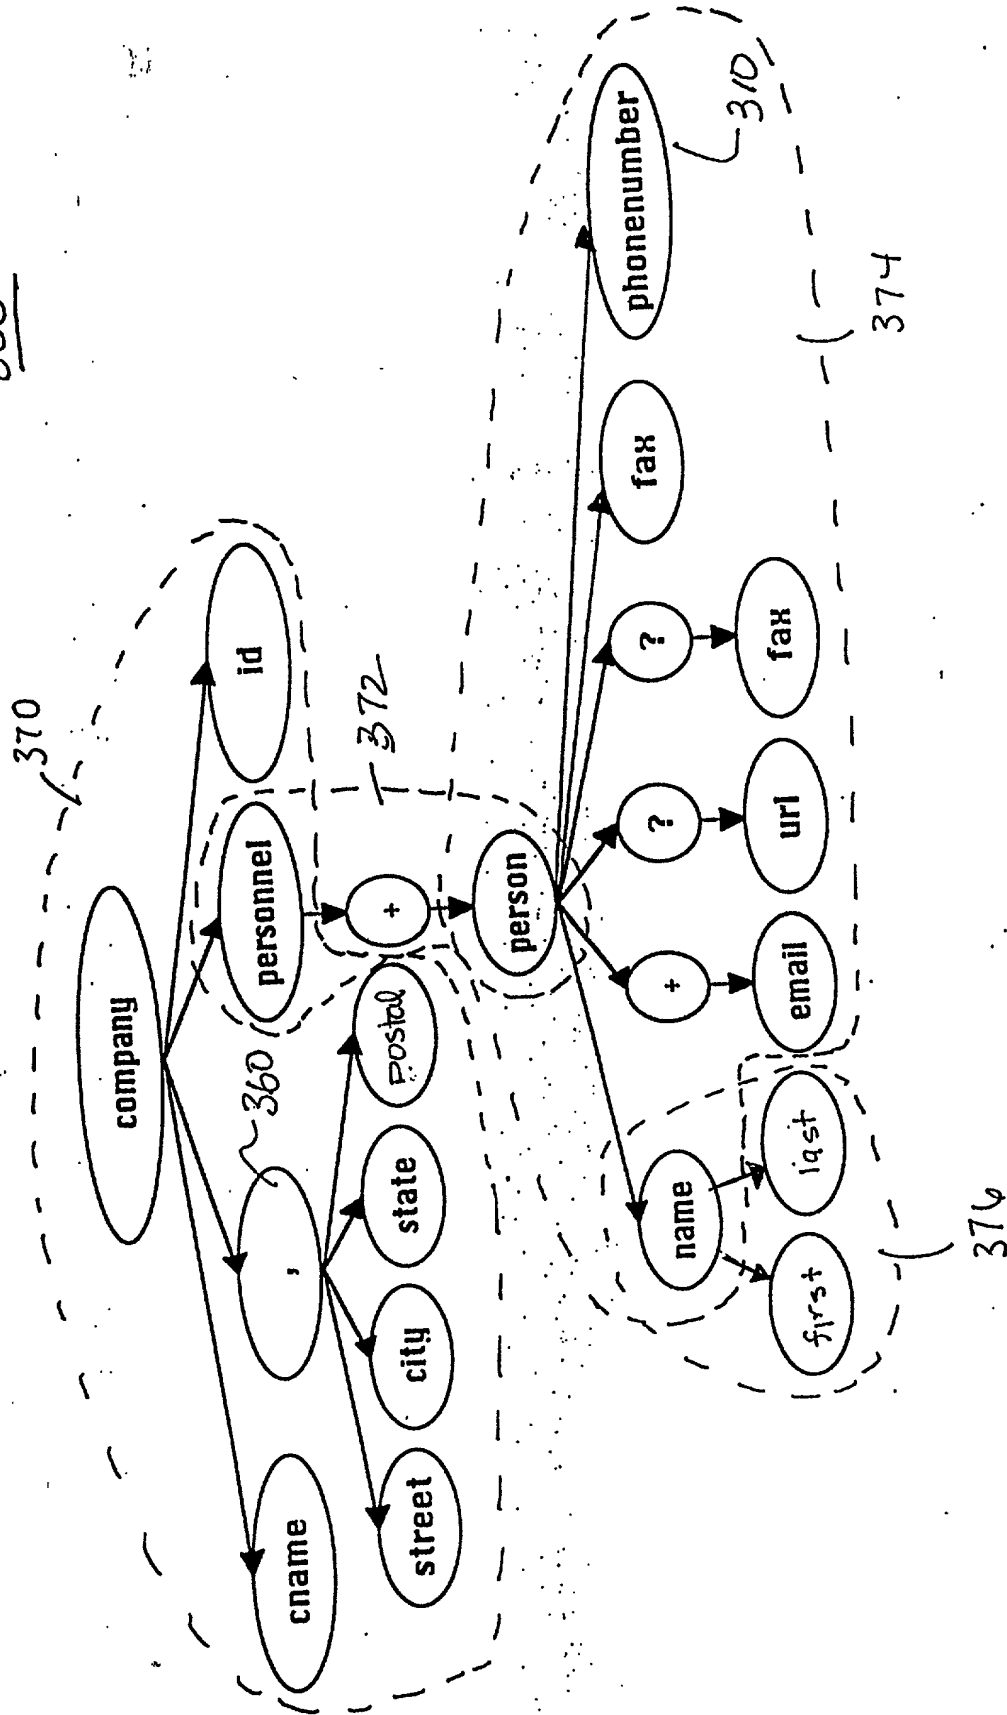 370
company
cname
,
360
personnel
id
372
street
city
state
postal
+
person
name
+
?
?
fax
phonenumber
310
first
last
email
url
fax
374
376